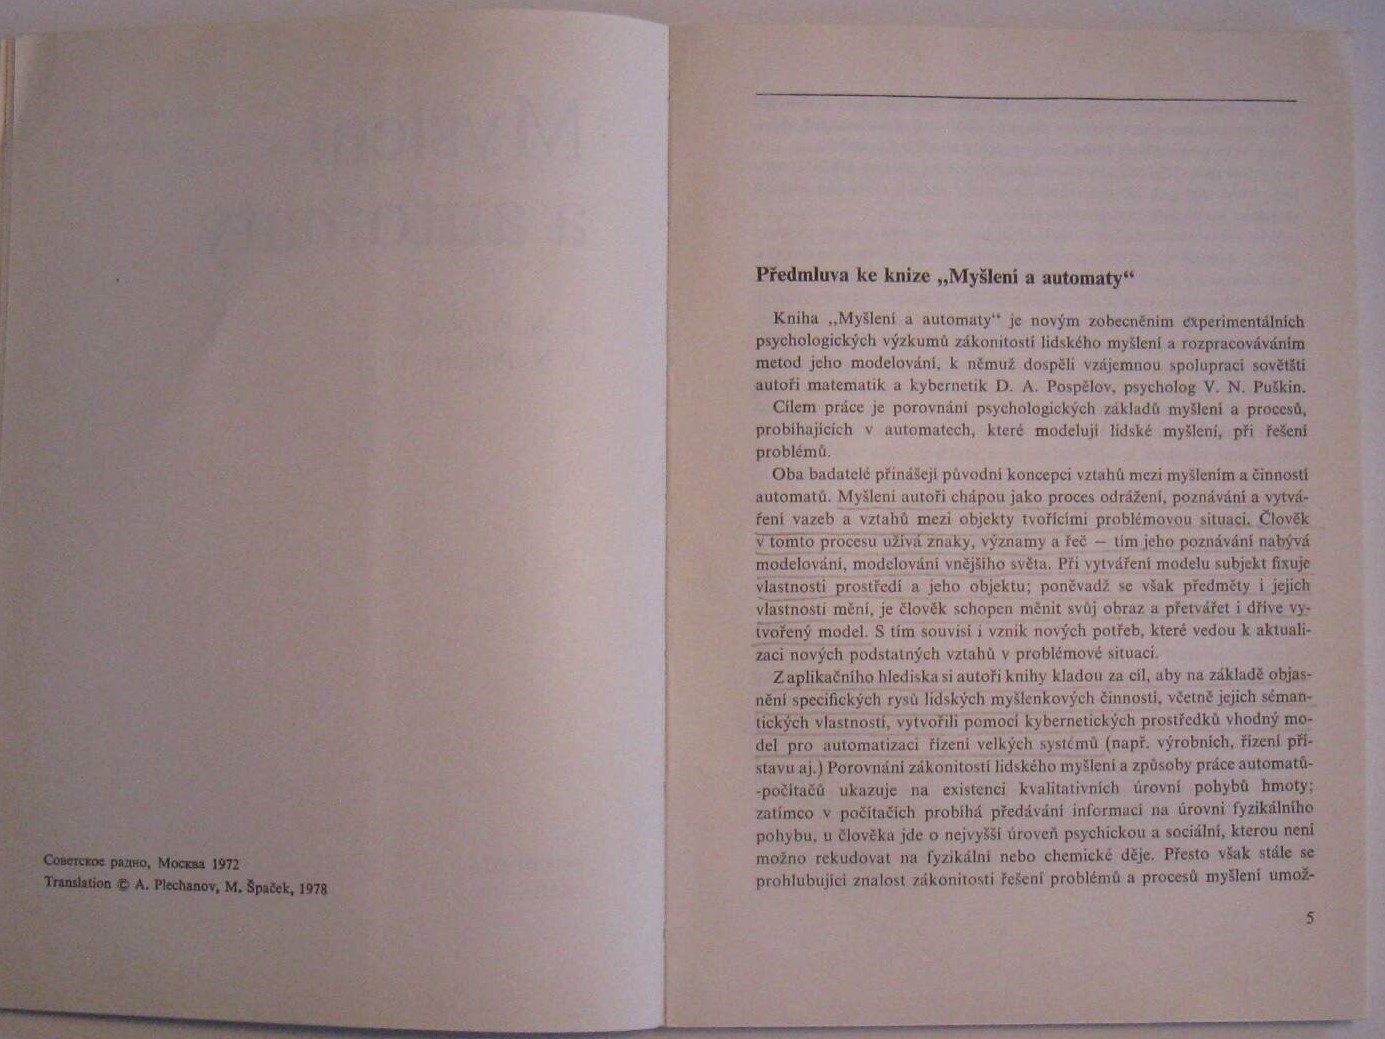 Советское радио, Москва 1972
Translation © A. Plechanov, M. Špaček, 1978
Předmluva ke knize „Myšlení a automaty“
Kniha „Myšlení a automaty“ je novým zobecněním experimentálních
psychologických výzkumů zákonitostí lidského myšlení a rozpracováváním
metod jeho modelování, k němuž dospěli vzájemnou spoluprací sovětští
autoři matematik a kybernetik D. A. Pospělov, psycholog V. N. Puškin.
Cílem práce je porovnání psychologických základů myšlení a procesů,
probíhajících v automatech, které modelují lidské myšlení, při řešení
problémů.
Oba badatelé přinášejí původní koncepci vztahů mezi myšlením a činností
automatů. Myšlení autoři chápou jako proces odrážení, poznávání a vytvá-
ření vazeb a vztahů mezi objekty tvořícími problémovou situaci. Člověk
v tomto procesu užívá znaky, významy a řeč — tím jeho poznávání nabývá
modelování, modelování vnějšího světa. Při vytváření modelu subjekt fixuje
vlastnosti prostředí a jeho objektu; poněvadž se však předměty i jejich
vlastnosti mění, je člověk schopen měnit svůj obraz a přetvářet i dříve vy-
tvořený model. S tím souvisí i vznik nových potřeb, které vedou k aktuali-
zaci nových podstatných vztahů v problémové situaci.
Z aplikačního hlediska si autoři knihy kladou za cíl, aby na základě objas-
nění specifických rysů lidských myšlenkových činností, včetně jejich séman-
tických vlastností, vytvořili pomocí kybernetických prostředků vhodný mo-
del pro automatizaci řízení velkých systémů (např. výrobních, řízení pří-
stavu aj.) Porovnání zákonitostí lidského myšlení a způsoby práce automatů-
-počítačů ukazuje na existenci kvalitativních úrovní pohybů hmoty;
zatímco v počítačích probíhá předávání informací na úrovni fyzikálního
pohybu, u člověka jde o nejvyšší úroveň psychickou a sociální, kterou není
možno rekudovat na fyzikální nebo chemické děje. Přesto však stále se
prohlubující znalost zákonitostí řešení problémů a procesů myšlení umož-
5